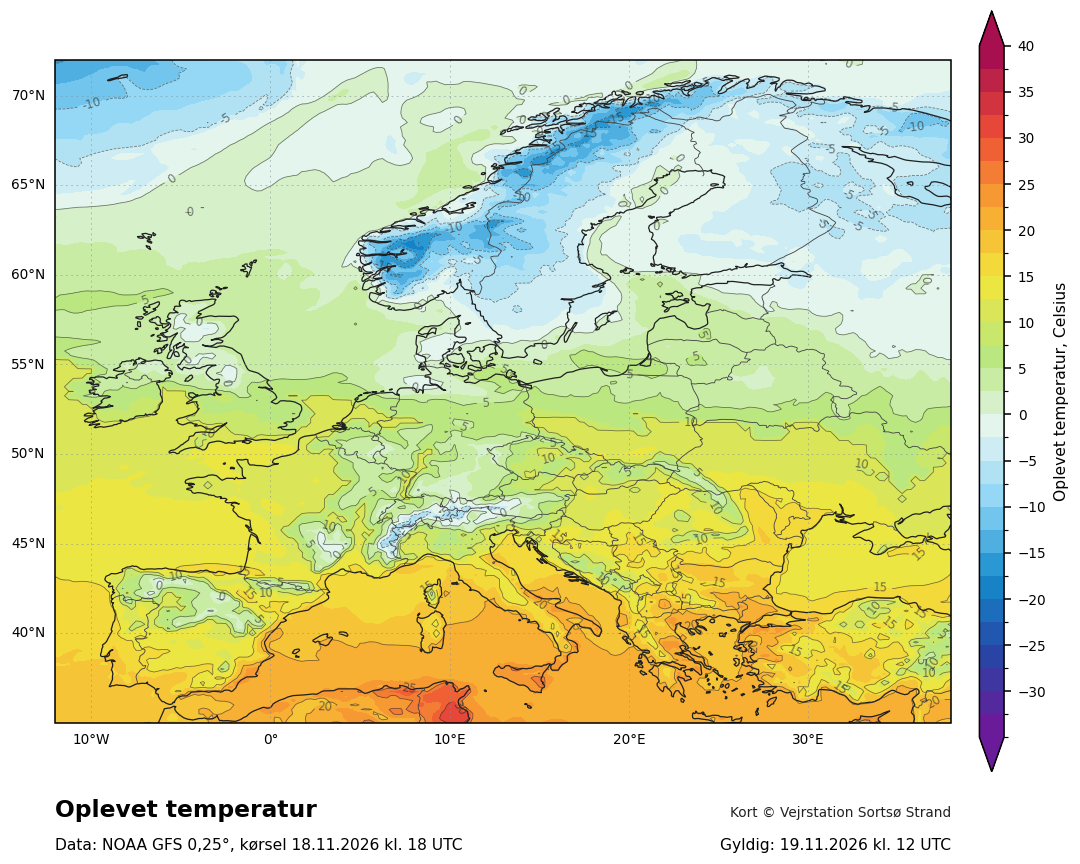 70°N
65°N
60°N
55°N
50°N
45°N
40°N
10°W 0° 10°E 20°E 30°E
40
35
30
25
20
15
10
5
0
−5
−10
−15
−20
−25
−30
Oplevet temperatur, Celsius
Oplevet temperatur
Kort © Vejrstation Sortsø Strand
Data: NOAA GFS 0,25°, kørsel 18.11.2026 kl. 18 UTC
Gyldig: 19.11.2026 kl. 12 UTC